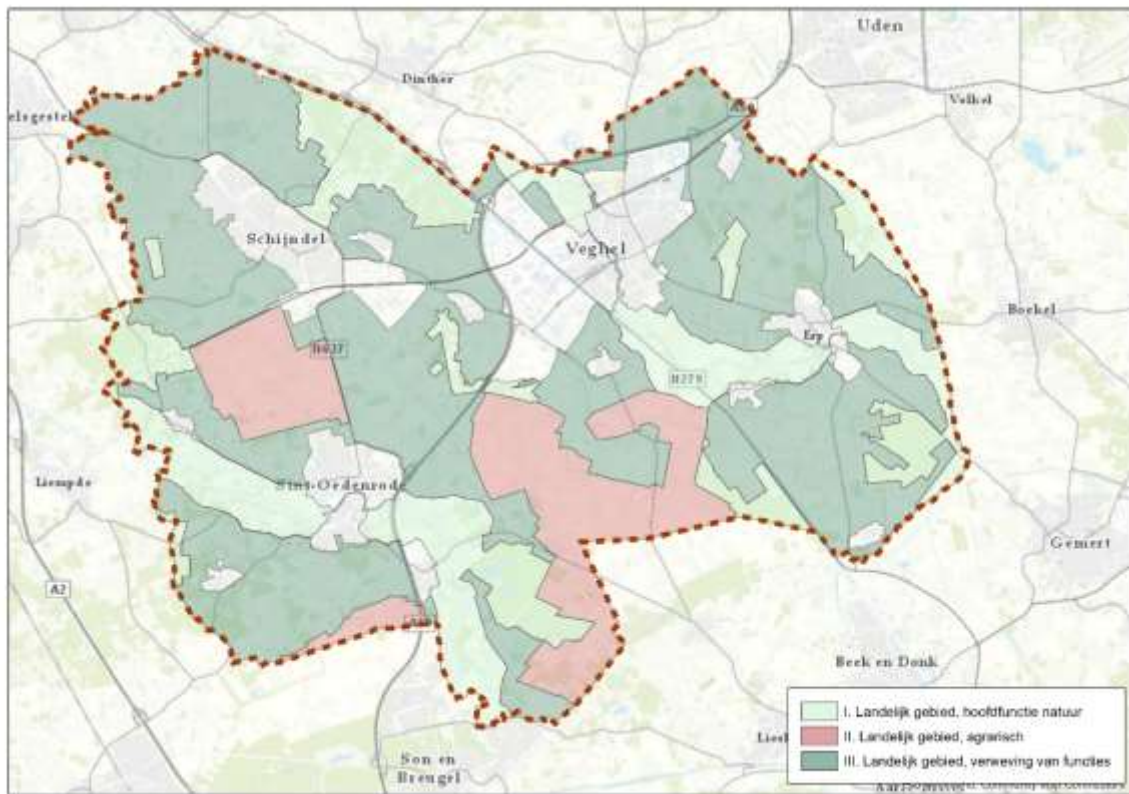 Uden
Dinther
Volkel
elsgestel
Schijndel
Veghel
Boekel
Erp
N637
N279
Liempde
Sint-Oedenrode
Gemert
A2
Beek en Donk
I. Landelijk gebied, hoofdfunctie natuur
II. Landelijk gebied, agrarisch
III. Landelijk gebied, verweving van functies
Son en
Breugel